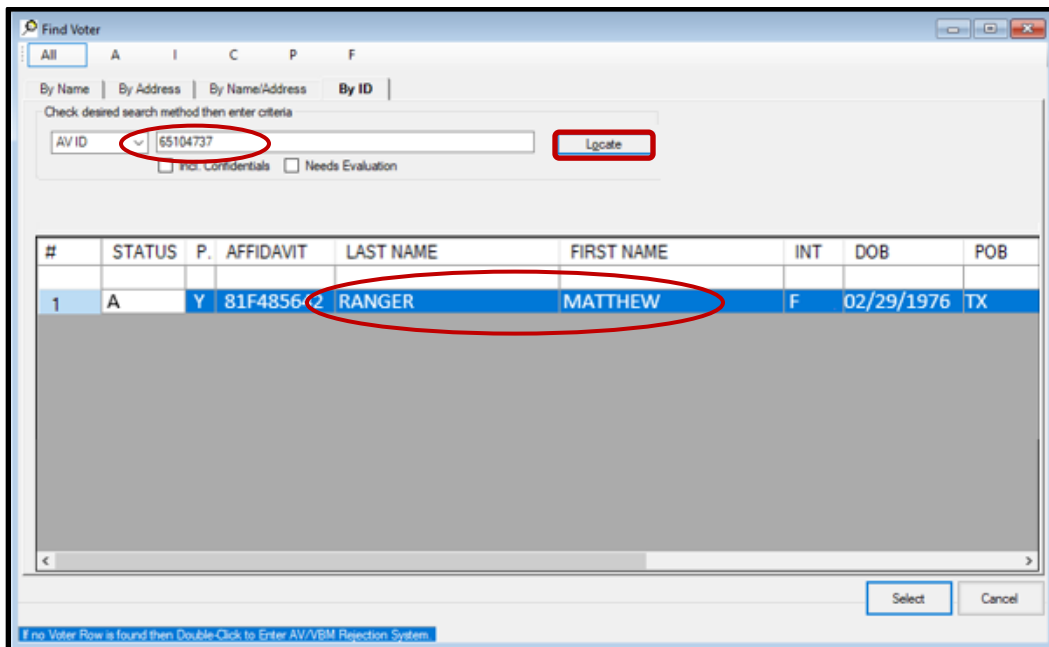 Find Voter
All A I C P F
By Name By Address By Name/Address By ID
Check desired search method then enter criteria
AV ID 65104737 Locate
Incl. Confidentials Needs Evaluation
# STATUS P. AFFIDAVIT LAST NAME FIRST NAME INT DOB POB
1 A Y 81F485642 RANGER MATTHEW F 02/29/1976 TX
Select Cancel
If no Voter Row is found then Double-Click to Enter AV/VBM Rejection System.